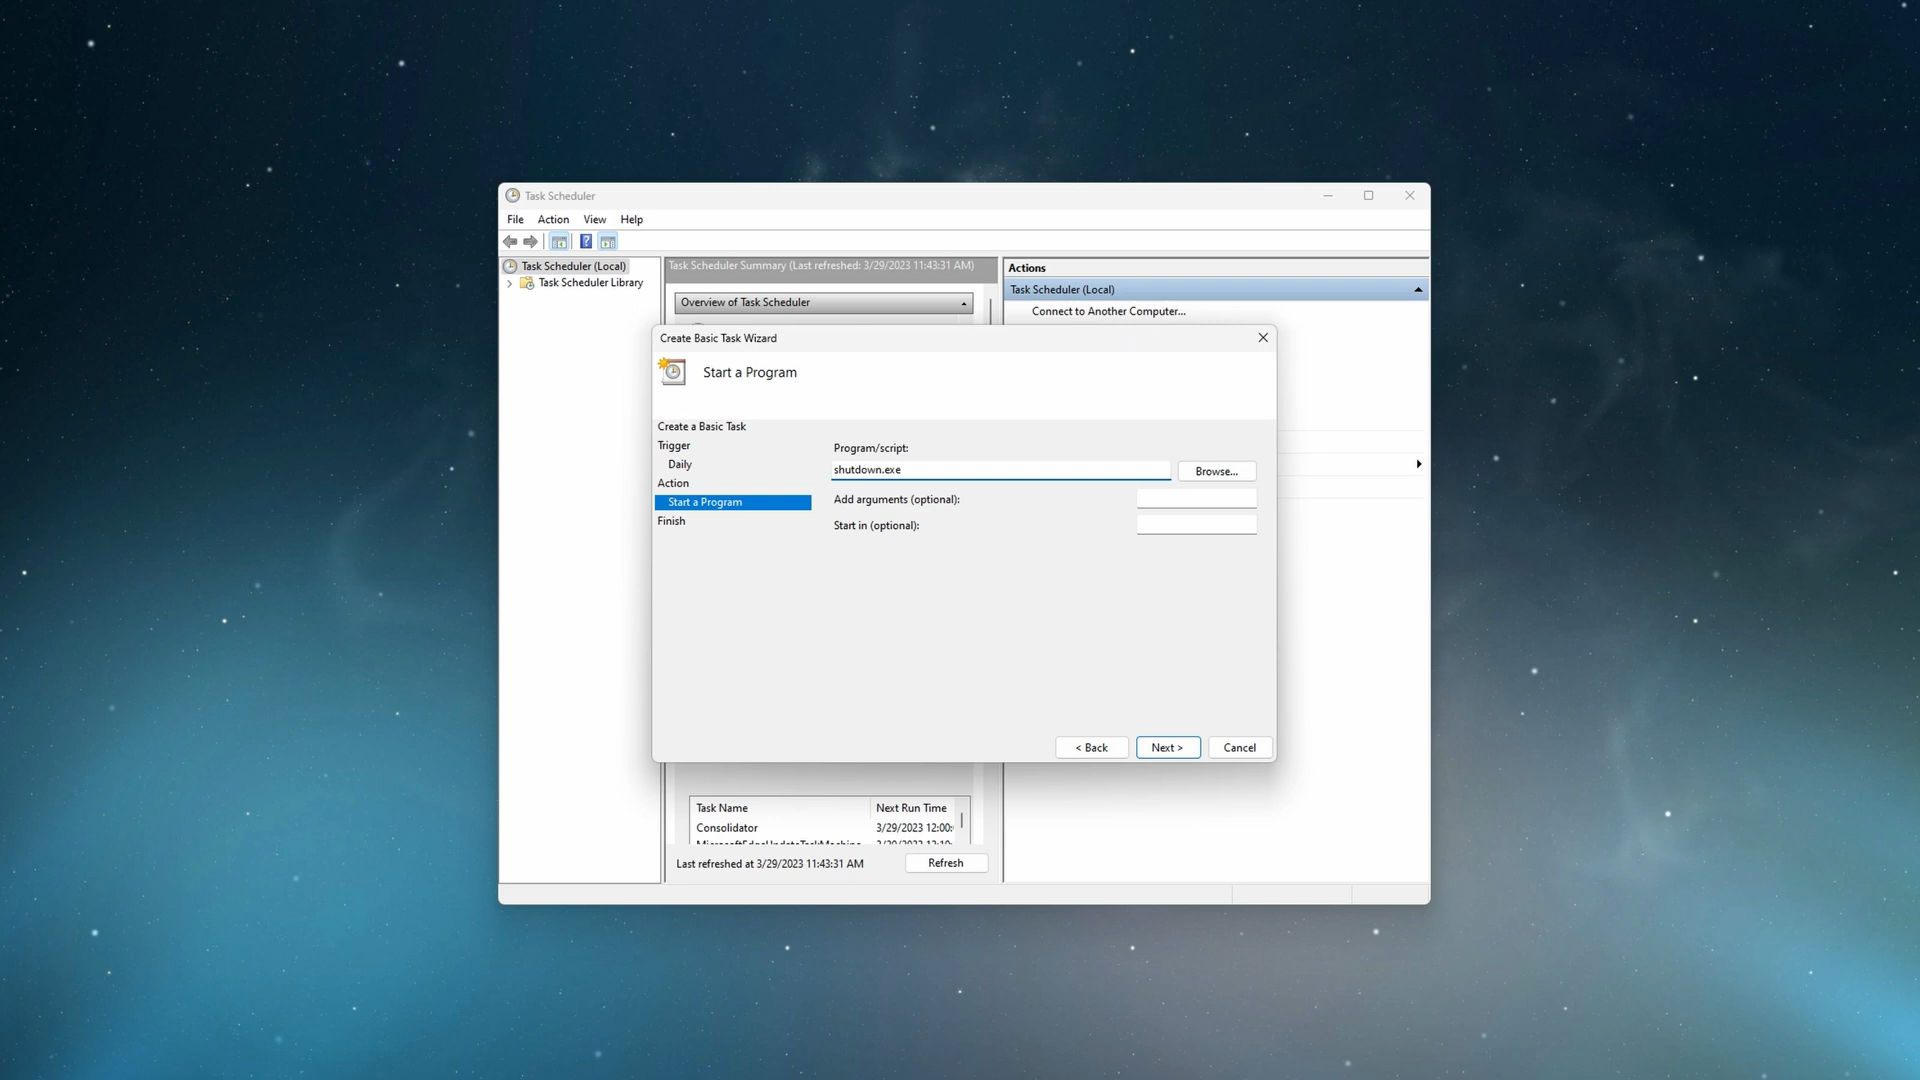 Task Scheduler
File Action View Help
Task Scheduler (Local)
Task Scheduler Library
Task Scheduler Summary (Last refreshed: 3/29/2023 11:43:31 AM)
Overview of Task Scheduler
Actions
Task Scheduler (Local)
Connect to Another Computer...
Create Basic Task Wizard
Start a Program
Create a Basic Task
Trigger
Daily
Action
Start a Program
Finish
Program/script:
shutdown.exe
Browse...
Add arguments (optional):
Start in (optional):
< Back
Next >
Cancel
Task Name Next Run Time
Consolidator 3/29/2023 12:00:
Last refreshed at 3/29/2023 11:43:31 AM
Refresh